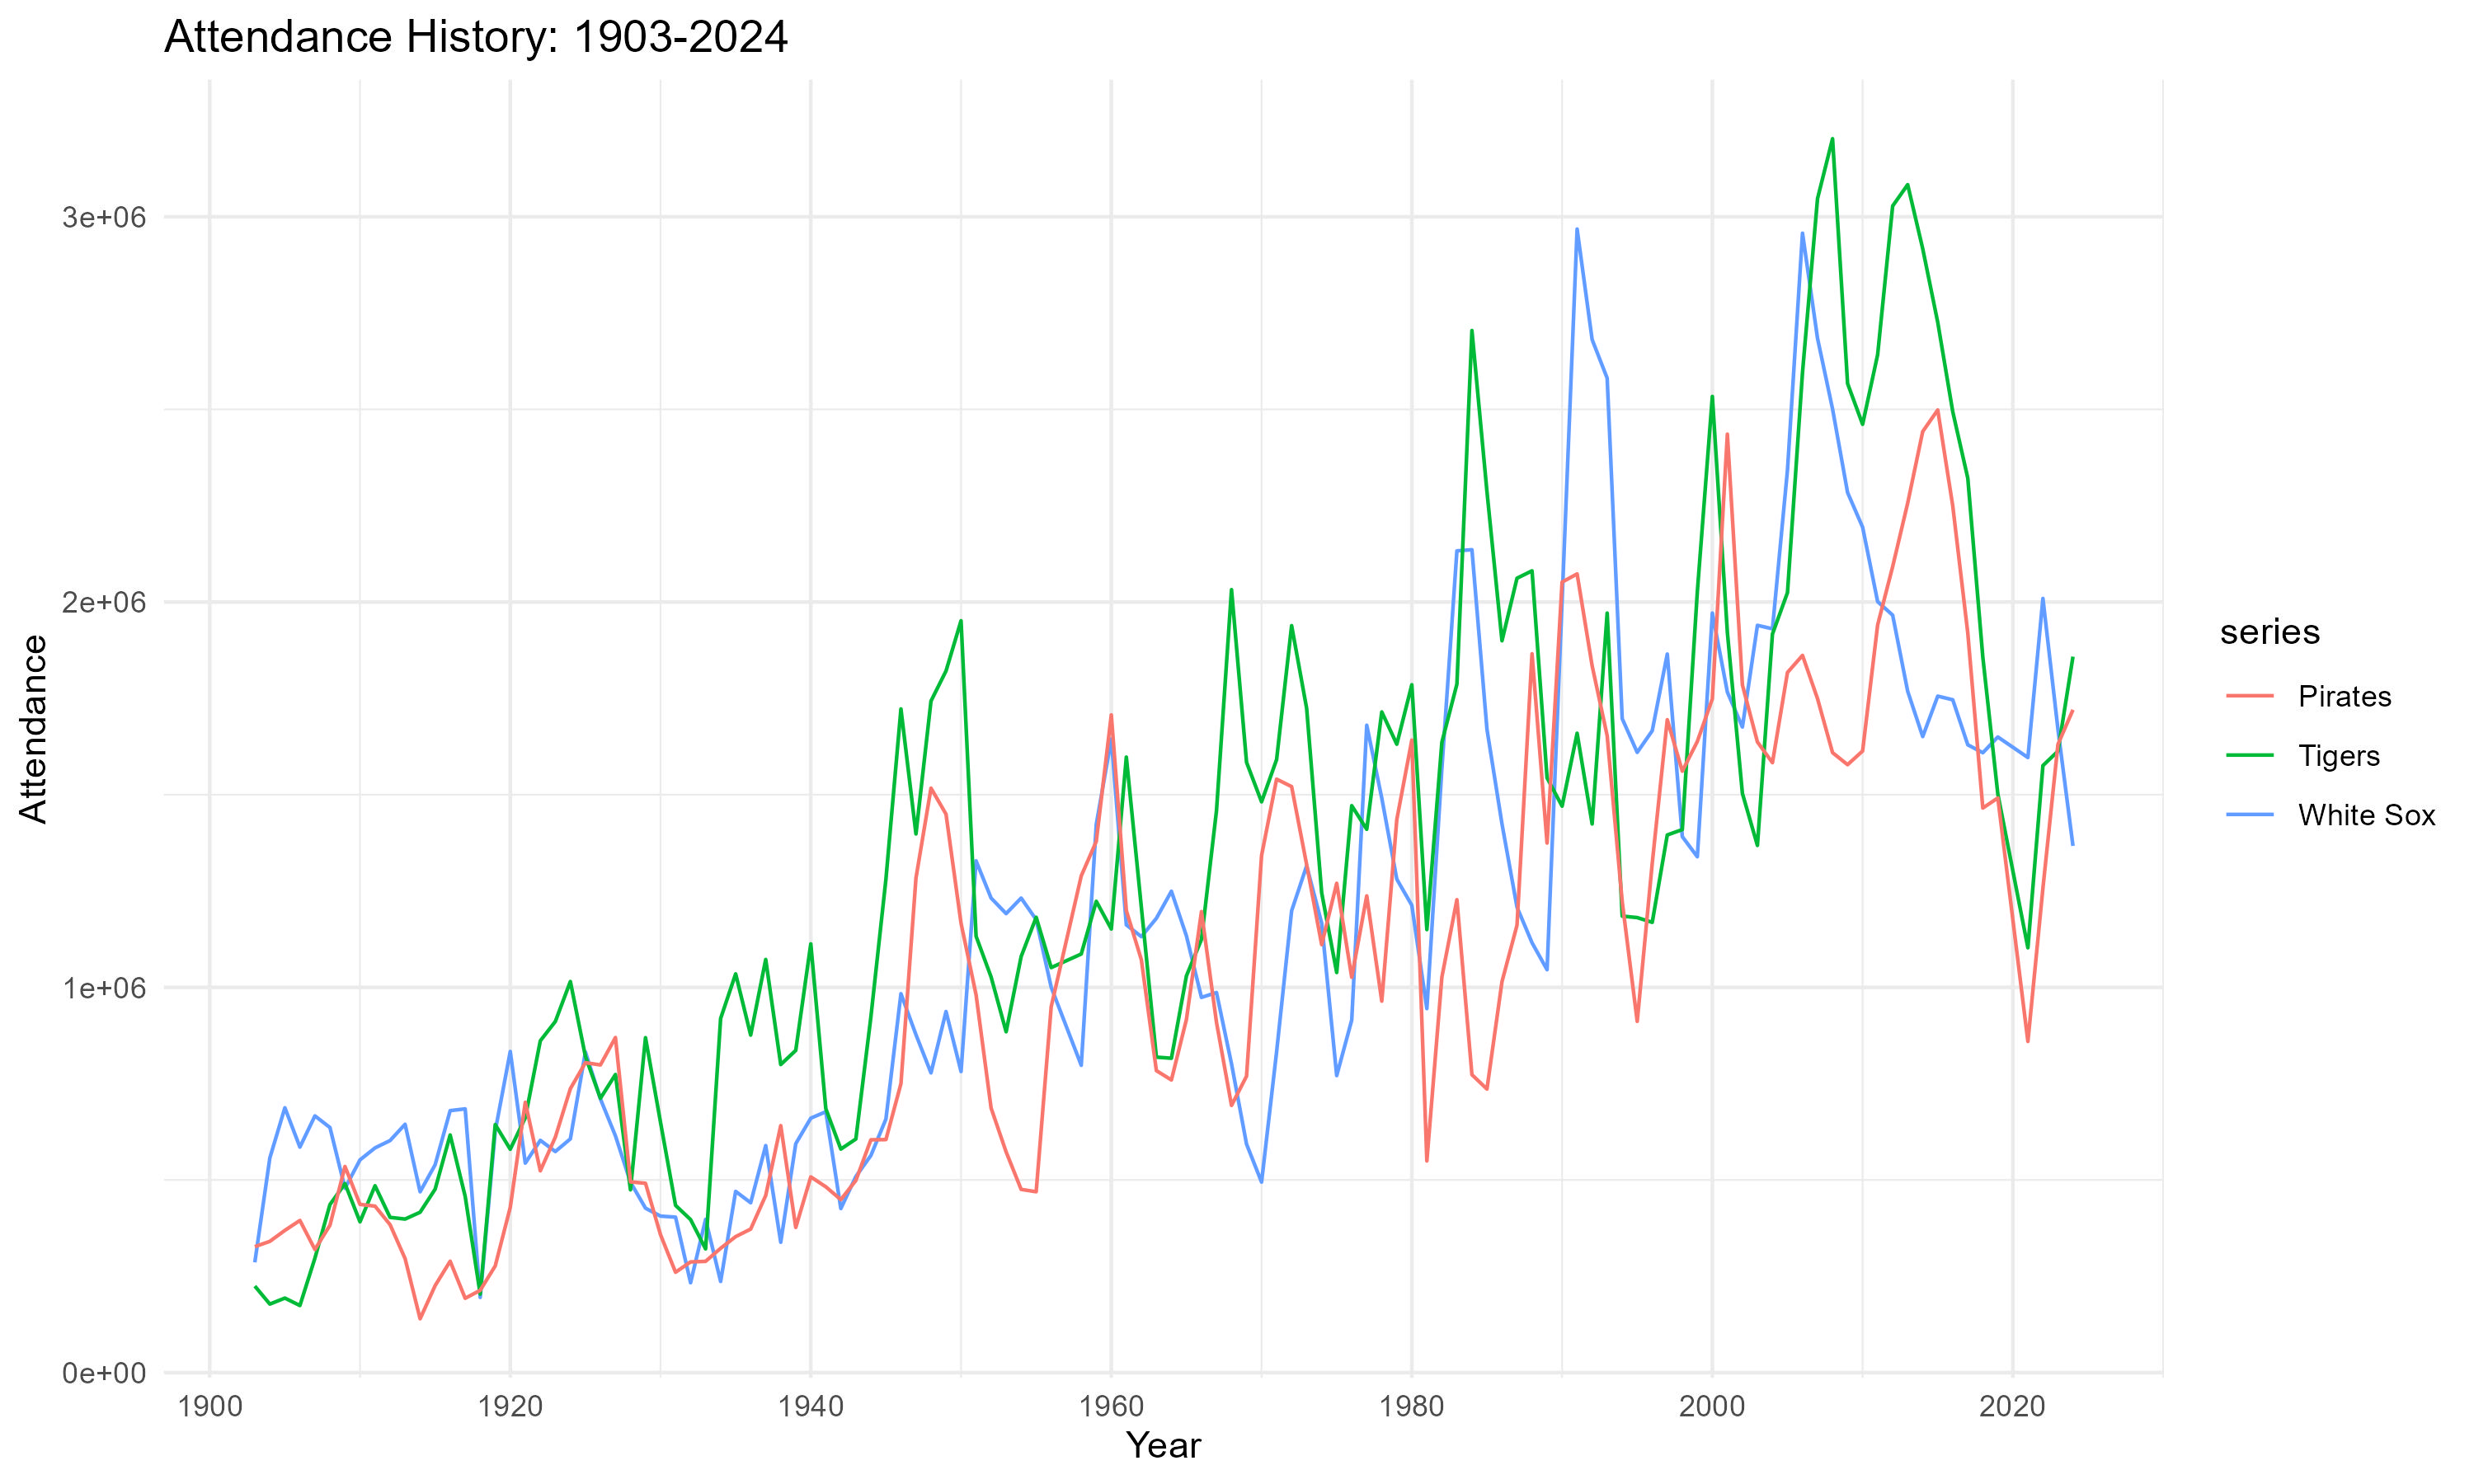 Attendance History: 1903-2024
Attendance
3e+06
2e+06
1e+06
0e+00
1900 1920 1940 1960 1980 2000 2020
Year
series
Pirates
Tigers
White Sox